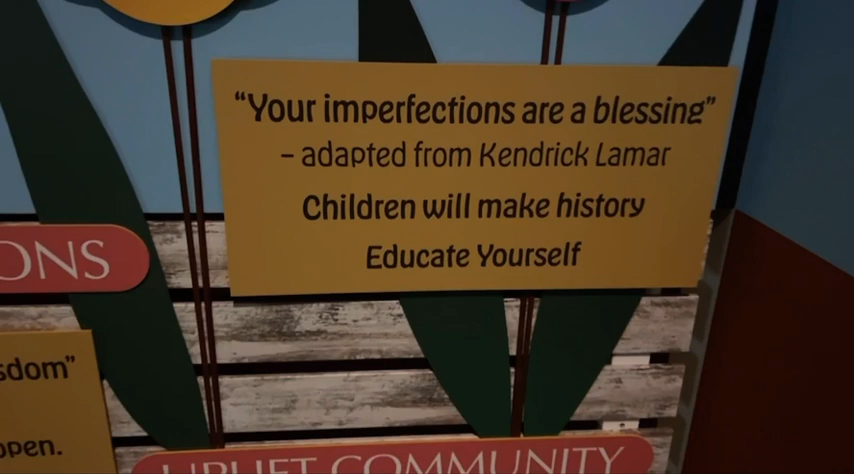 “Your imperfections are a blessing”
– adapted from Kendrick Lamar
Children will make history
Educate Yourself
ONS
sdom”
open.
UPLIFT COMMUNITY